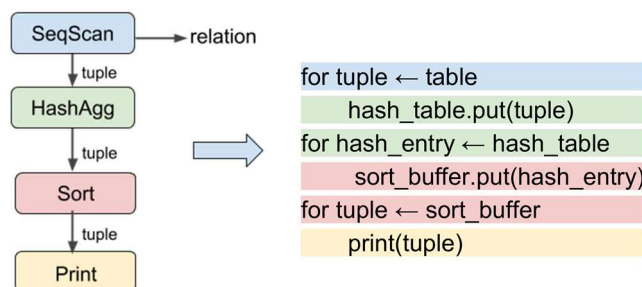 SeqScan
relation
tuple
HashAgg
tuple
Sort
tuple
Print
for tuple ← table
hash_table.put(tuple)
for hash_entry ← hash_table
sort_buffer.put(hash_entry)
for tuple ← sort_buffer
print(tuple)